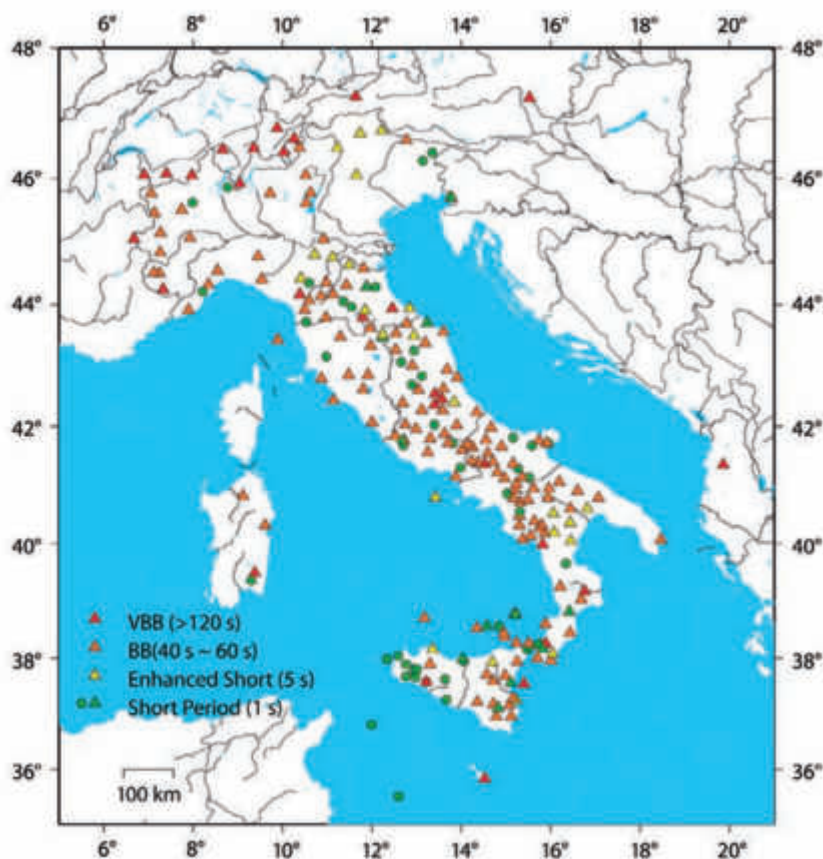 6° 8° 10° 12° 14° 16° 18° 20°
48° 48°
46° 46°
44° 44°
42° 42°
40° 40°
VBB (>120 s)
BB(40 s ~ 60 s)
38° 38°
Enhanced Short (5 s)
Short Period (1 s)
36° 36°
100 km
6° 8° 10° 12° 14° 16° 18° 20°